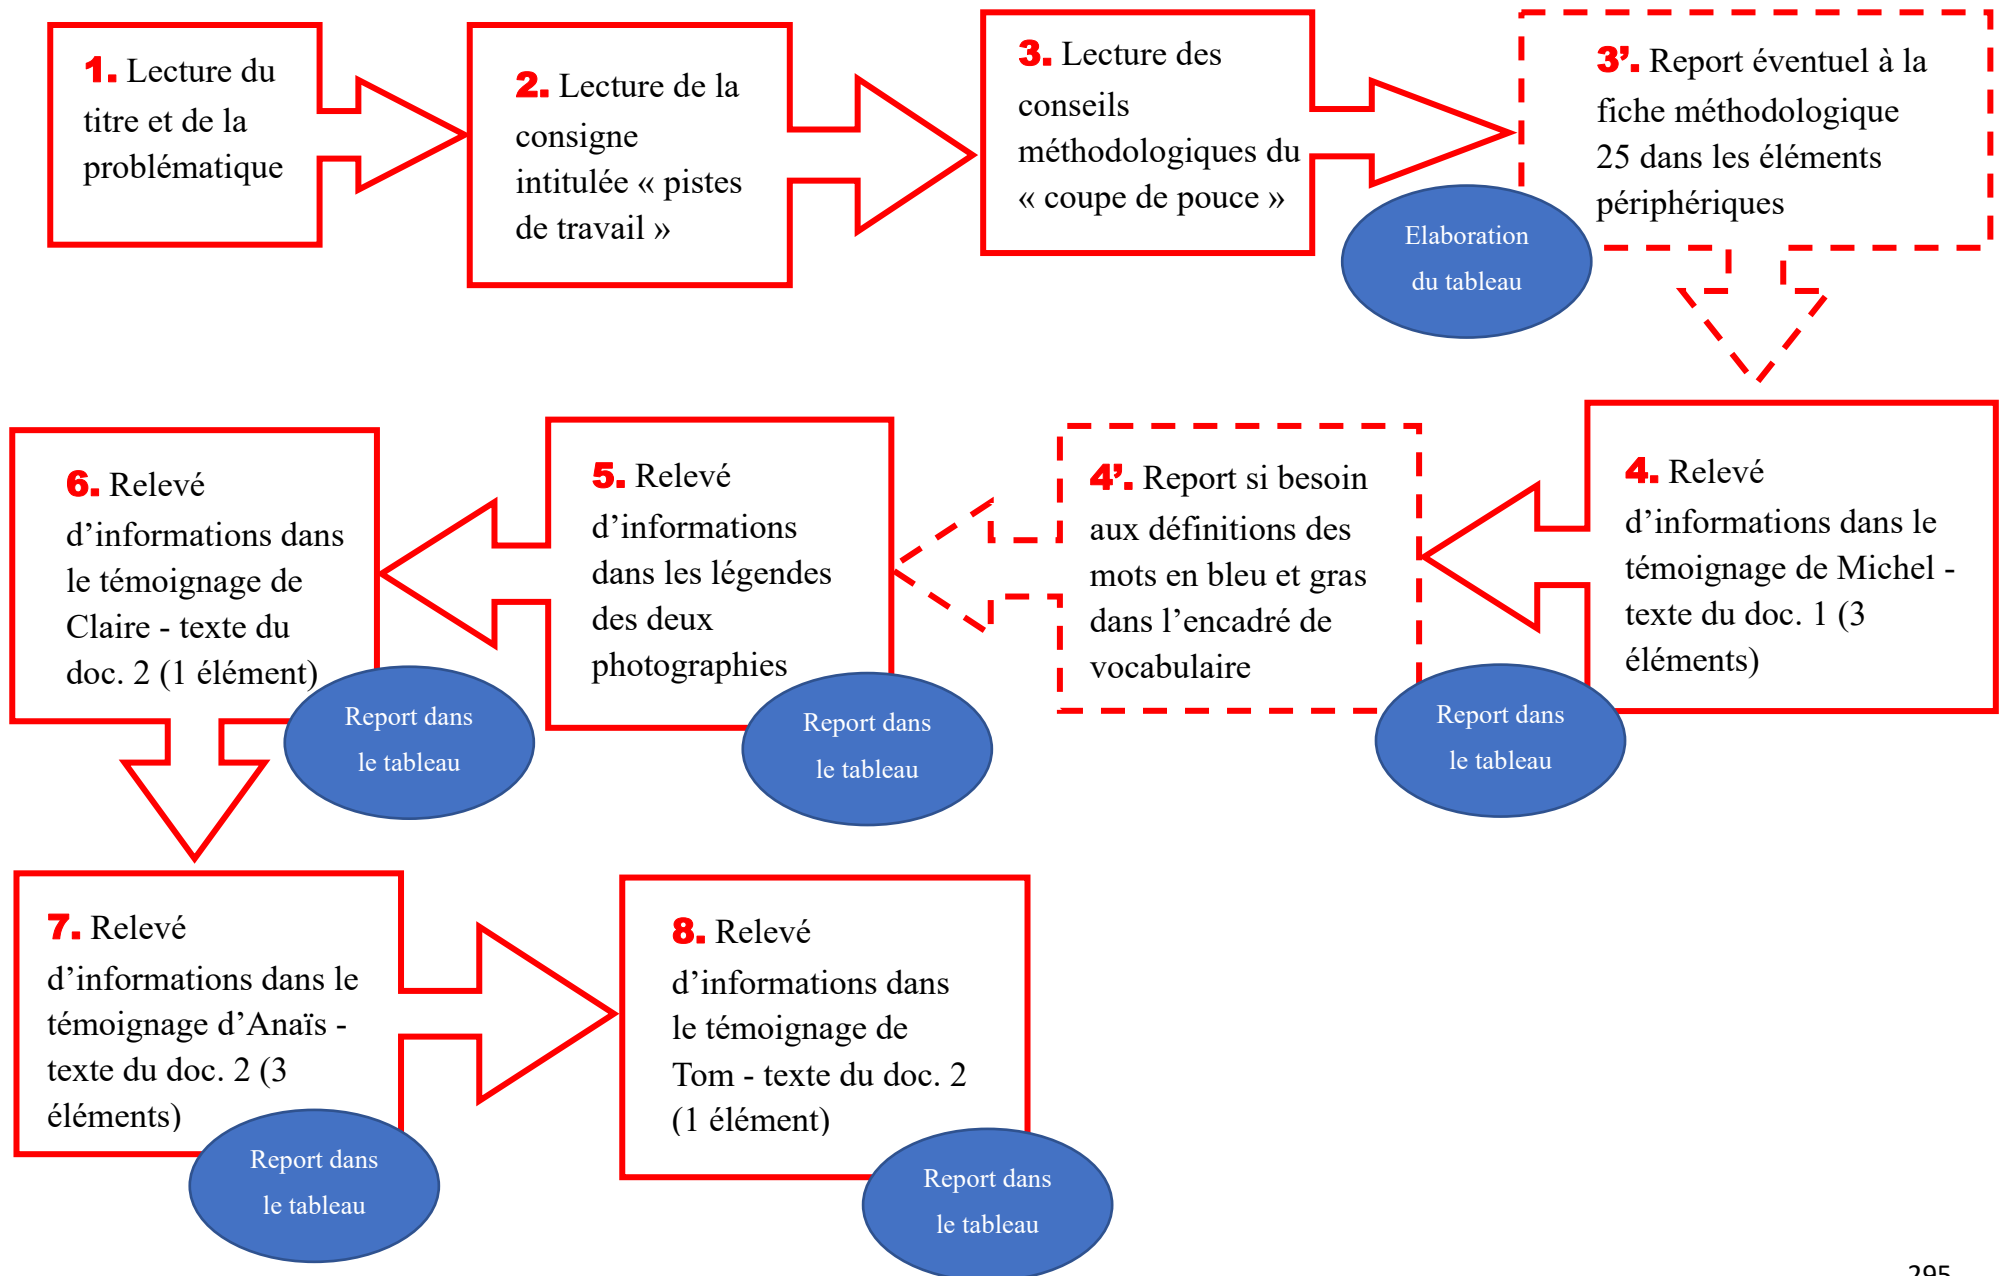 1. Lecture du
titre et de la
problématique
2. Lecture de la
consigne
intitulée « pistes
de travail »
3. Lecture des
conseils
méthodologiques du
« coupe de pouce »
3’. Report éventuel à la
fiche méthodologique
25 dans les éléments
périphériques
Elaboration
du tableau
4. Relevé
d’informations dans le
témoignage de Michel -
texte du doc. 1 (3
éléments)
Report dans
le tableau
4’. Report si besoin
aux définitions des
mots en bleu et gras
dans l’encadré de
vocabulaire
5. Relevé
d’informations
dans les légendes
des deux
photographies
Report dans
le tableau
6. Relevé
d’informations dans
le témoignage de
Claire - texte du
doc. 2 (1 élément)
Report dans
le tableau
7. Relevé
d’informations dans le
témoignage d’Anaïs -
texte du doc. 2 (3
éléments)
Report dans
le tableau
8. Relevé
d’informations dans
le témoignage de
Tom - texte du doc. 2
(1 élément)
Report dans
le tableau
295